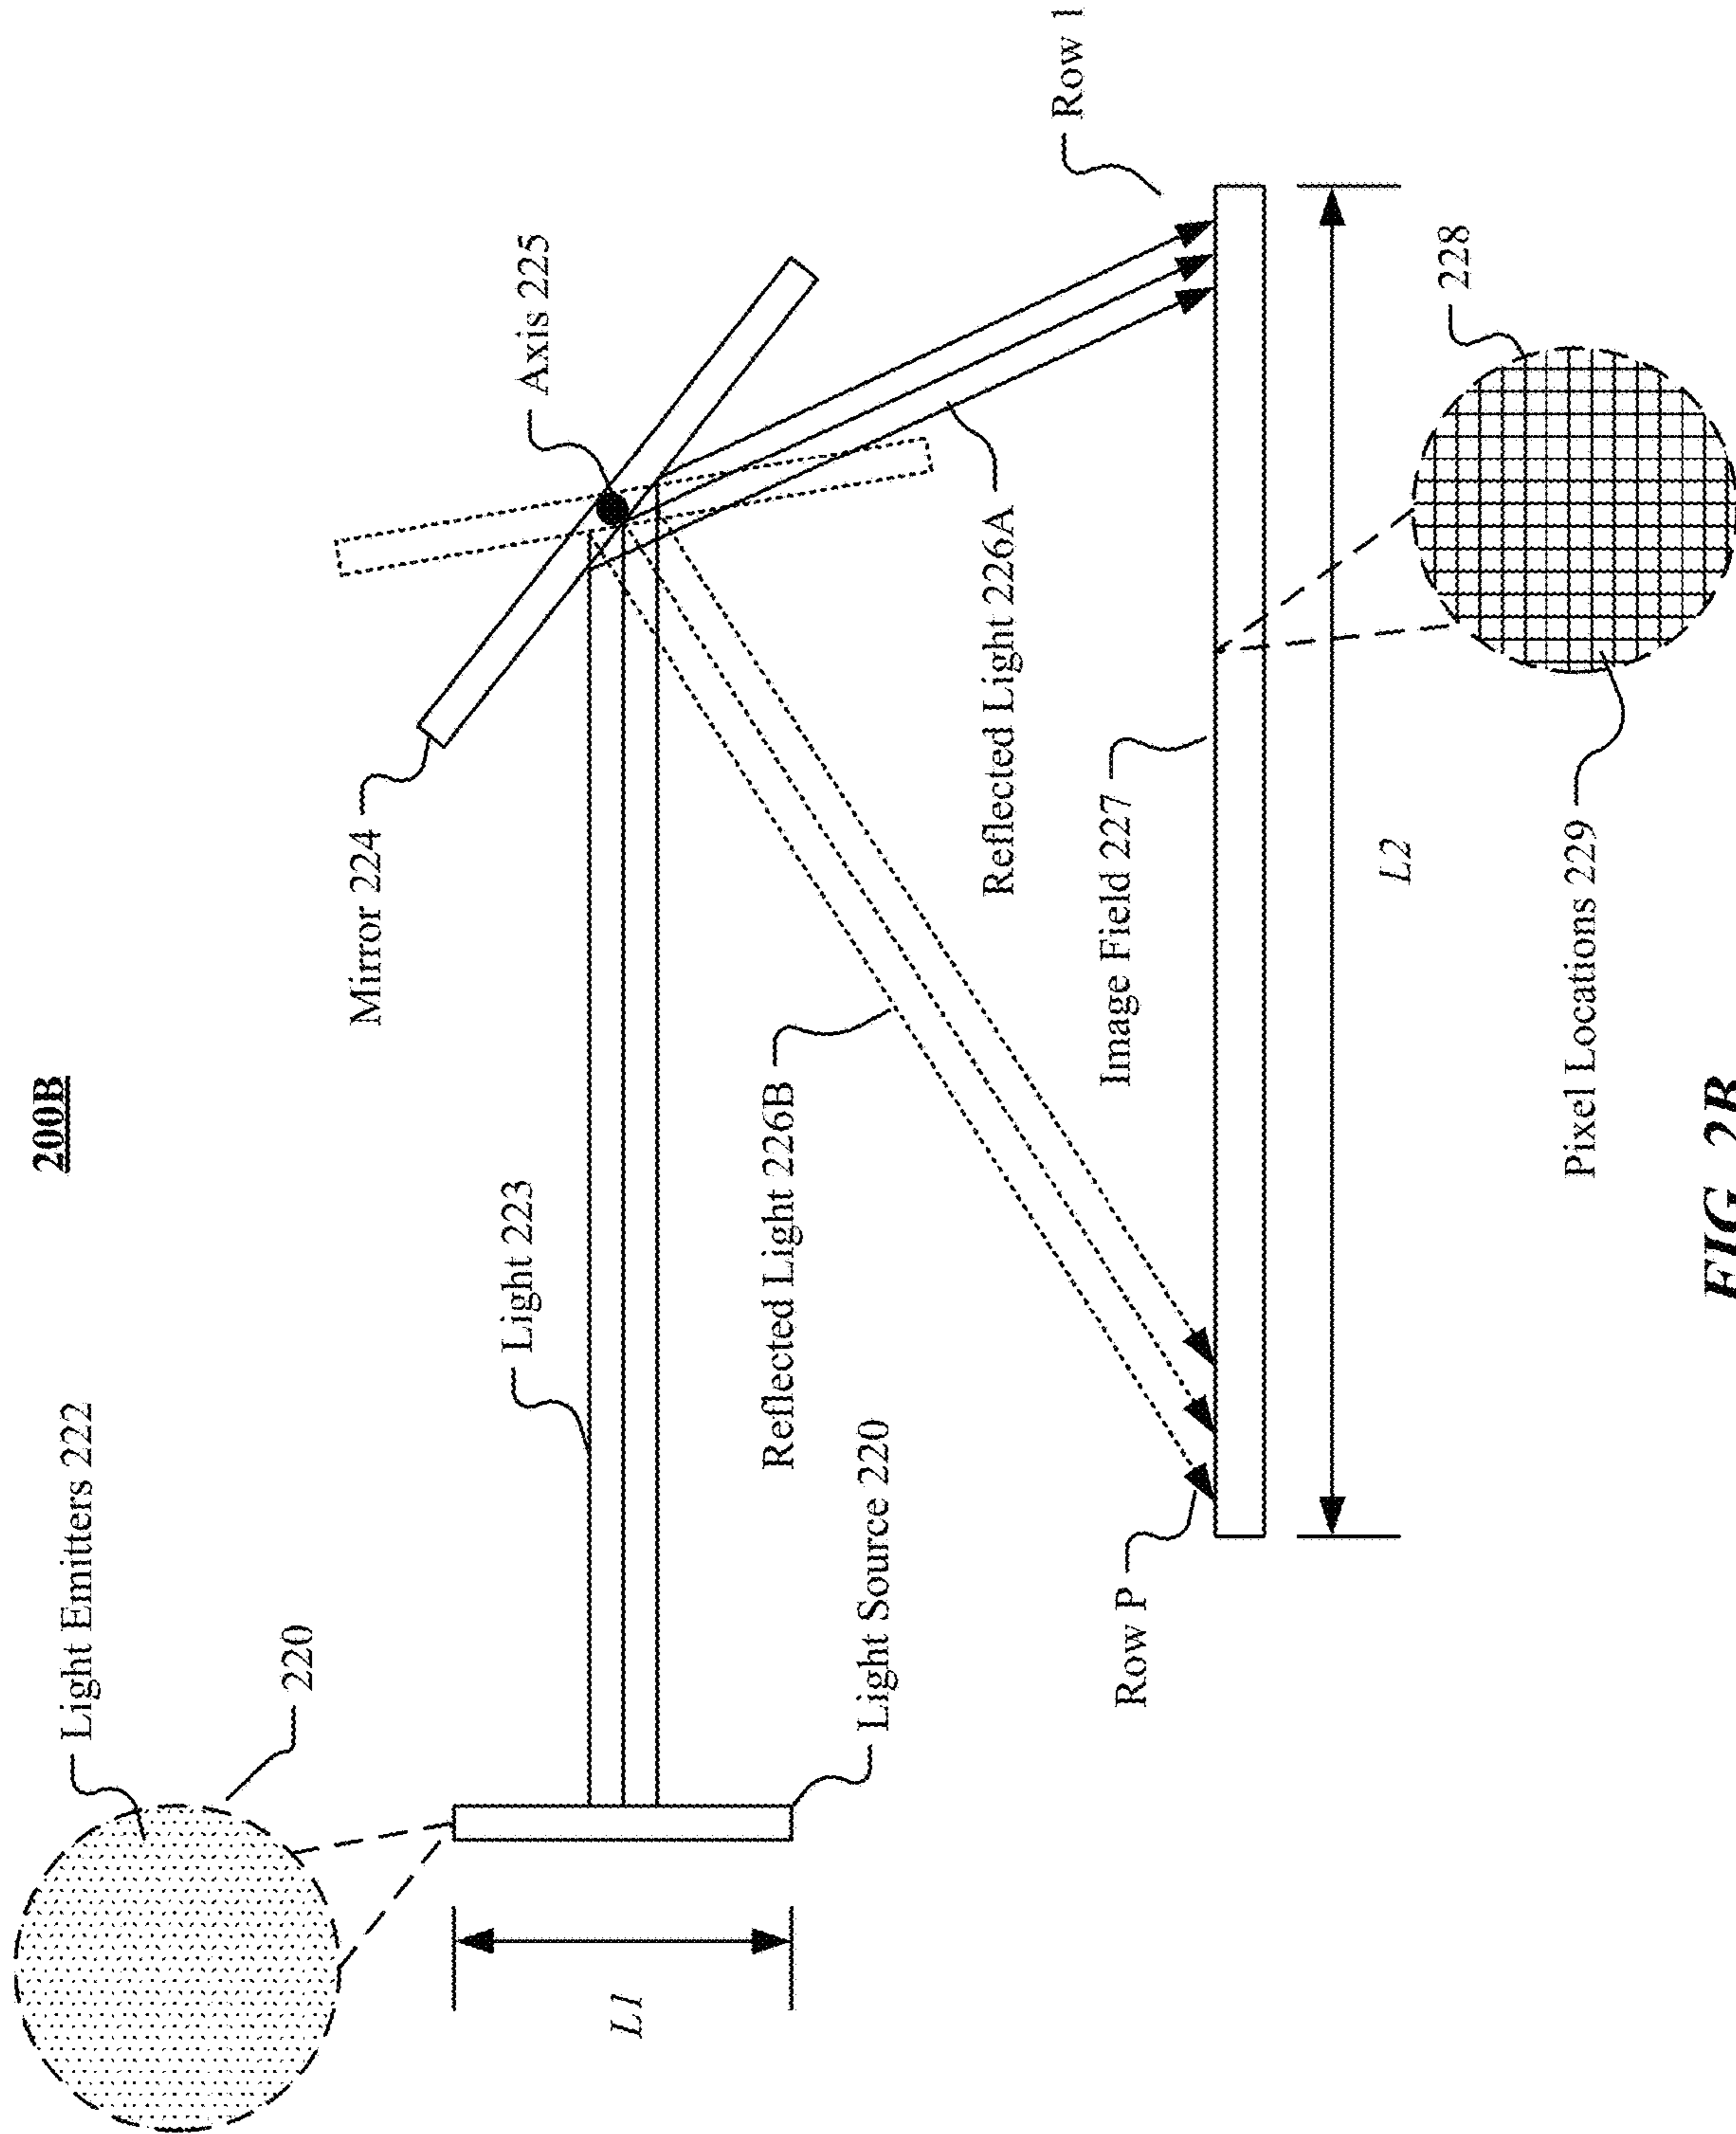 200B
Light Emitters 222
220
Light 223
Mirror 224
Axis 225
L1
Light Source 220
Reflected Light 226B
Reflected Light 226A
Row P
Image Field 227
Row 1
L2
228
Pixel Locations 229
FIG. 2B